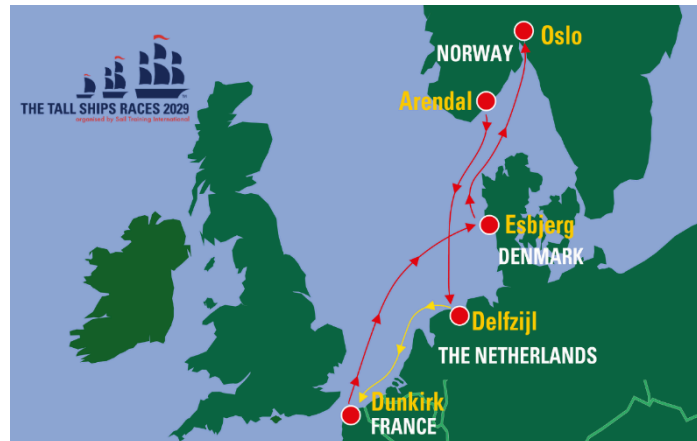 THE TALL SHIPS RACES 2029
organised by Sail Training International
Oslo
NORWAY
Arendal
Esbjerg
DENMARK
Delfzijl
THE NETHERLANDS
Dunkirk
FRANCE